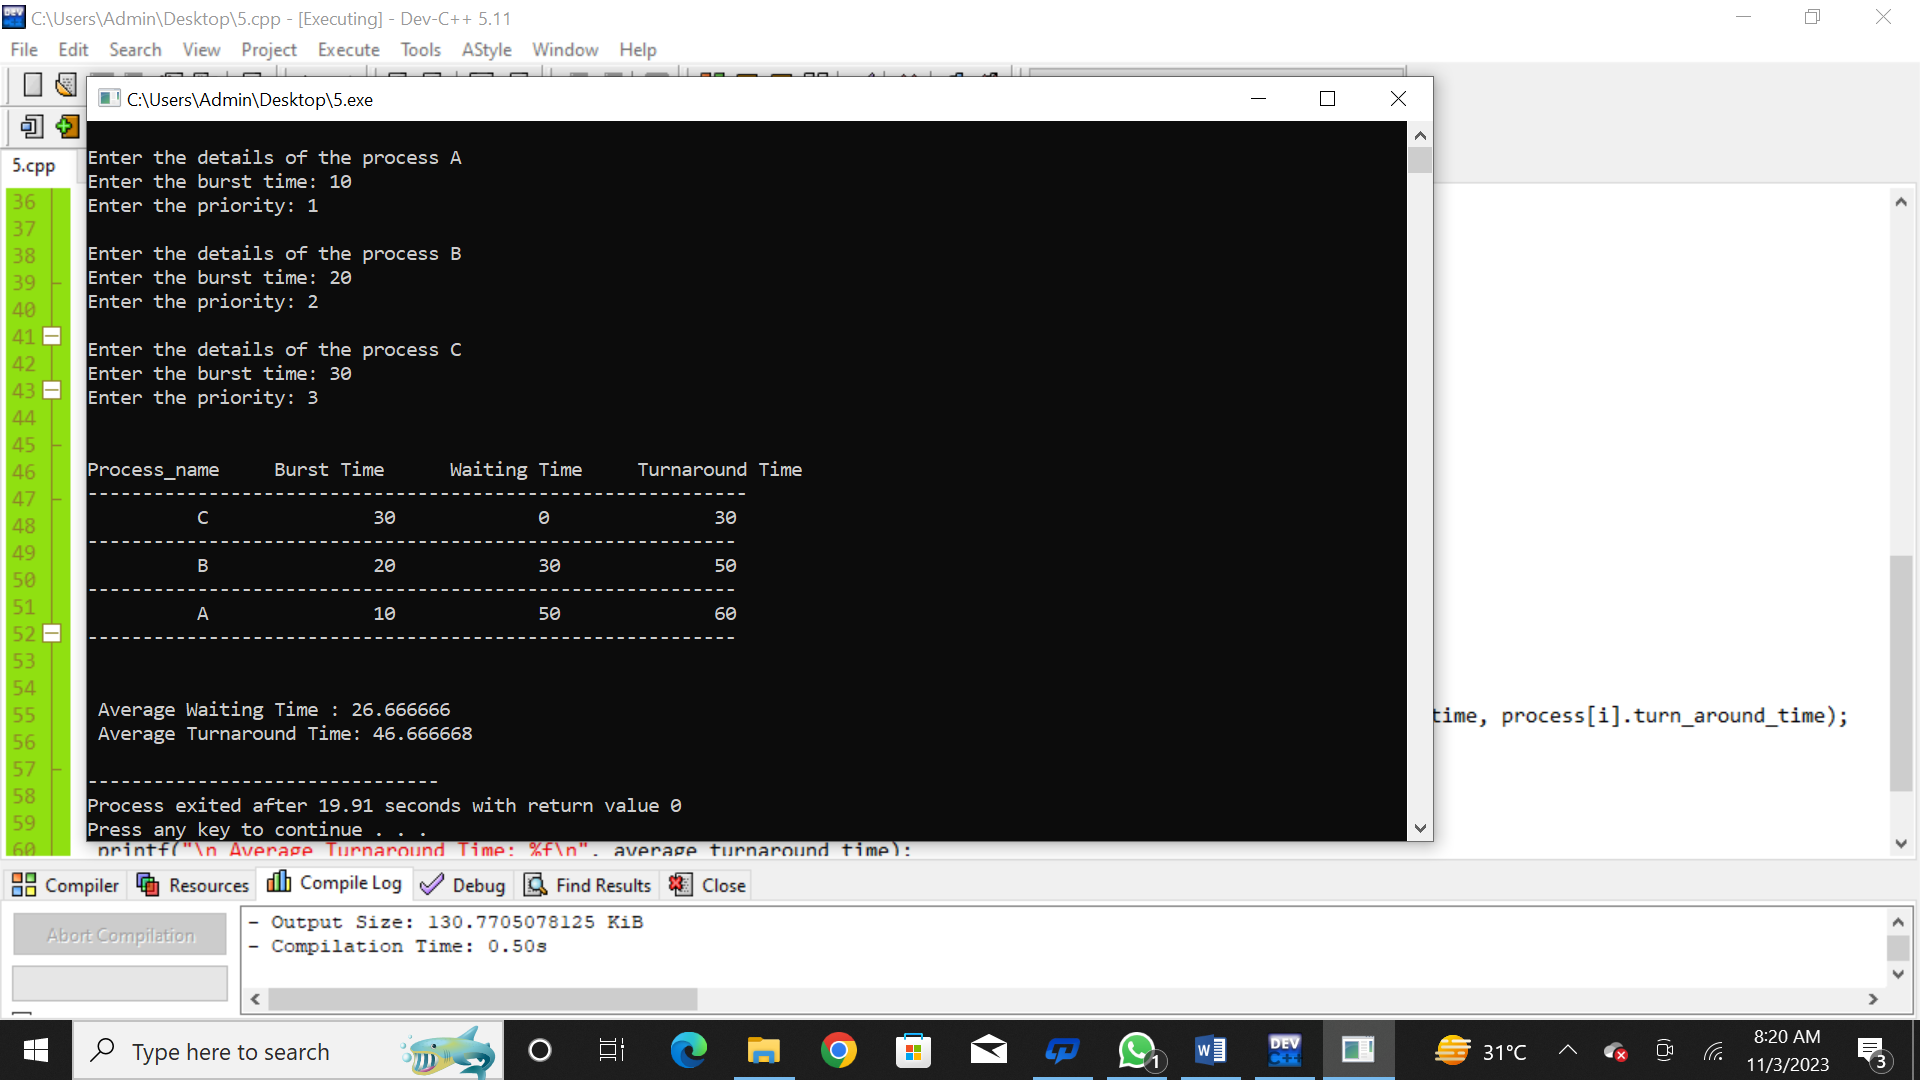 C:\Users\Admin\Desktop\5.cpp - [Executing] - Dev-C++ 5.11
File Edit Search View Project Execute Tools AStyle Window Help
C:\Users\Admin\Desktop\5.exe
5.cpp
Enter the details of the process A
Enter the burst time: 10
Enter the priority: 1
Enter the details of the process B
Enter the burst time: 20
Enter the priority: 2
Enter the details of the process C
Enter the burst time: 30
Enter the priority: 3
Process_name Burst Time Waiting Time Turnaround Time
------------------------------------------------------------
C 30 0 30
-----------------------------------------------------------
B 20 30 50
-----------------------------------------------------------
A 10 50 60
-----------------------------------------------------------
Average Waiting Time : 26.666666
Average Turnaround Time: 46.666668
--------------------------------
Process exited after 19.91 seconds with return value 0
Press any key to continue . . .
36
37
38
39
40
41
42
43
44
45
46
47
48
49
50
51
52
53
54
55
56
57
58
59
60
time, process[i].turn_around_time);
printf("\n Average Turnaround Time: %f\n", average_turnaround_time);
Compiler Resources Compile Log Debug Find Results Close
Abort Compilation
- Output Size: 130.7705078125 KiB
- Compilation Time: 0.50s
Type here to search
1
W
DEV
C++
31°C
8:20 AM
11/3/2023
3